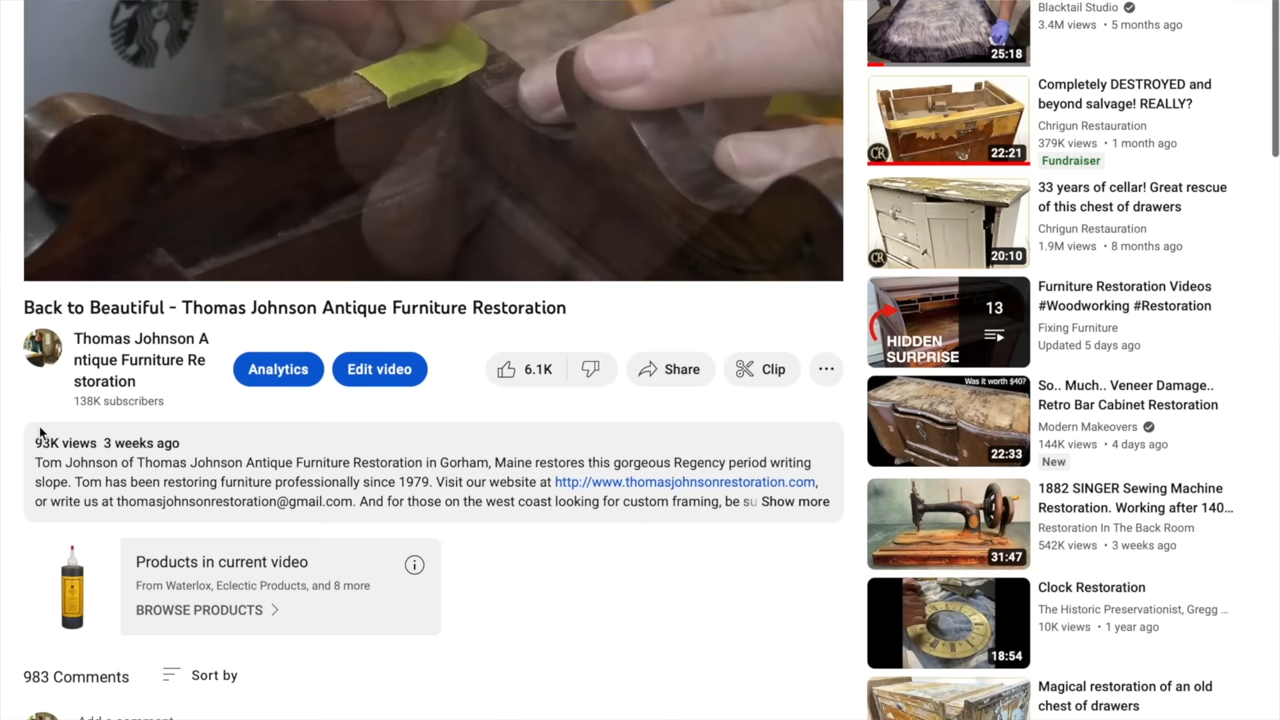 Back to Beautiful - Thomas Johnson Antique Furniture Restoration
Thomas Johnson A
ntique Furniture Re
storation
138K subscribers
Analytics
Edit video
6.1K
Share
Clip
93K views 3 weeks ago
Tom Johnson of Thomas Johnson Antique Furniture Restoration in Gorham, Maine restores this gorgeous Regency period writing
slope. Tom has been restoring furniture professionally since 1979. Visit our website at http://www.thomasjohnsonrestoration.com,
or write us at thomasjohnsonrestoration@gmail.com. And for those on the west coast looking for custom framing, be su Show more
Products in current video
From Waterlox, Eclectic Products, and 8 more
BROWSE PRODUCTS
983 Comments
Sort by
Add a comment
Blacktail Studio
3.4M views • 5 months ago
25:18
Completely DESTROYED and
beyond salvage! REALLY?
Chrigun Restauration
379K views • 1 month ago
Fundraiser
CR
22:21
33 years of cellar! Great rescue
of this chest of drawers
Chrigun Restauration
1.9M views • 8 months ago
CR
20:10
Furniture Restoration Videos
#Woodworking #Restoration
Fixing Furniture
Updated 5 days ago
13
HIDDEN
SURPRISE
So.. Much.. Veneer Damage..
Retro Bar Cabinet Restoration
Modern Makeovers
144K views • 4 days ago
New
Was it worth $40?
22:33
1882 SINGER Sewing Machine
Restoration. Working after 140...
Restoration In The Back Room
542K views • 3 weeks ago
31:47
Clock Restoration
The Historic Preservationist, Gregg ...
10K views • 1 year ago
18:54
Magical restoration of an old
chest of drawers